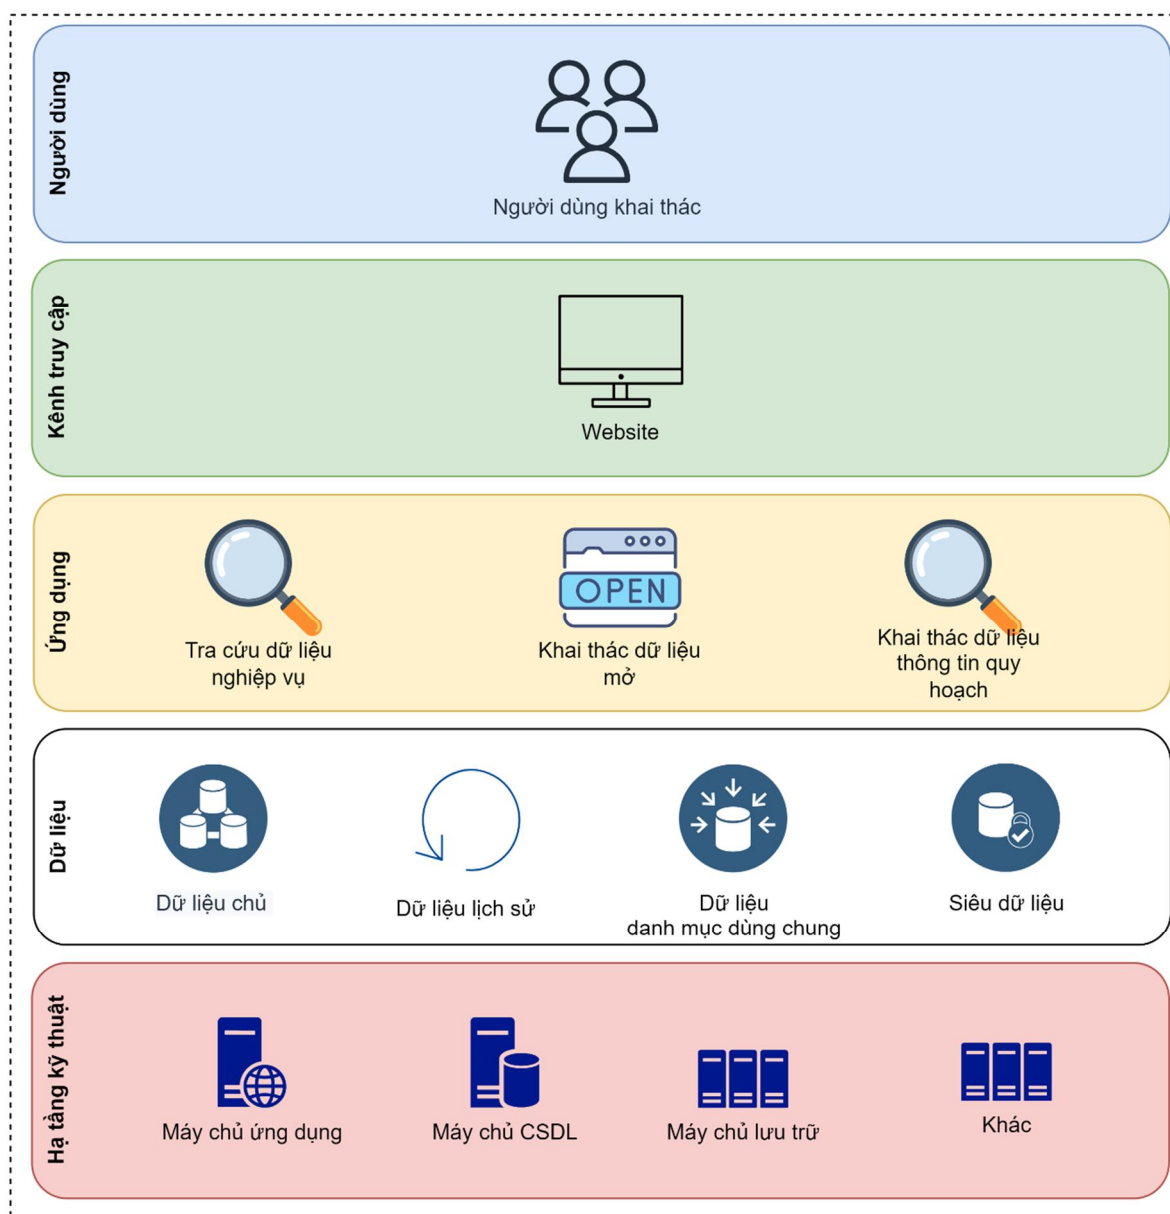 Người dùng
Người dùng khai thác
Kênh truy cập
Website
Ứng dụng
Tra cứu dữ liệu
nghiệp vụ
OPEN
Khai thác dữ liệu
mở
Khai thác dữ liệu
thông tin quy
hoạch
Dữ liệu
Dữ liệu chủ
Dữ liệu lịch sử
Dữ liệu
danh mục dùng chung
Siêu dữ liệu
Hạ tầng kỹ thuật
Máy chủ ứng dụng
Máy chủ CSDL
Máy chủ lưu trữ
Khác